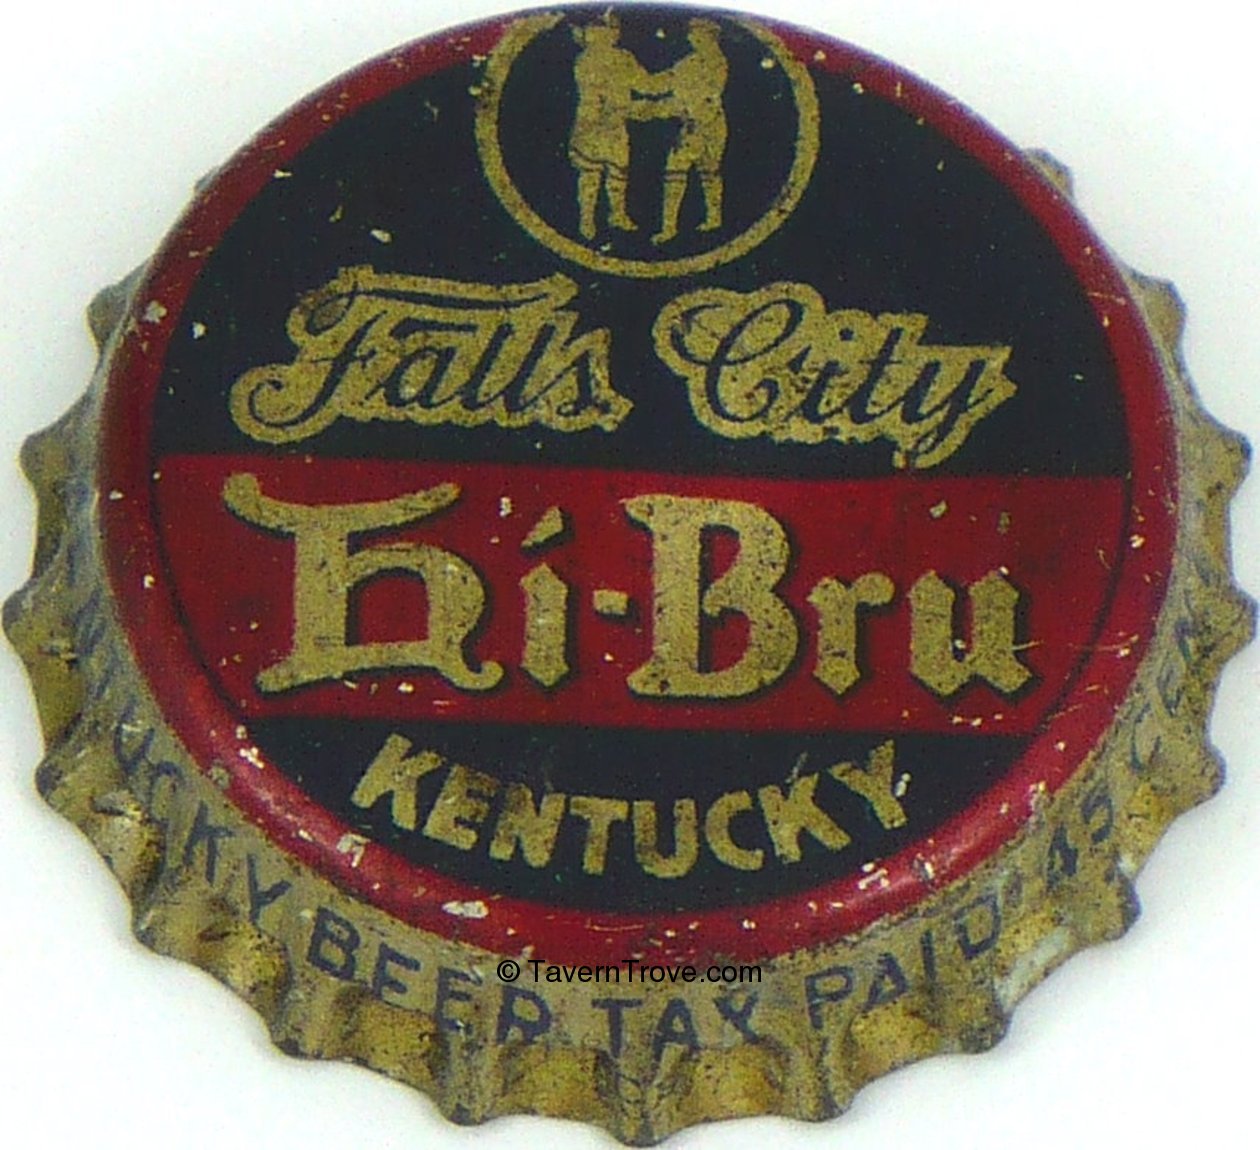 Falls City
Hi-Bru
KENTUCKY
BEER TAX PAID
© TavernTrove.com